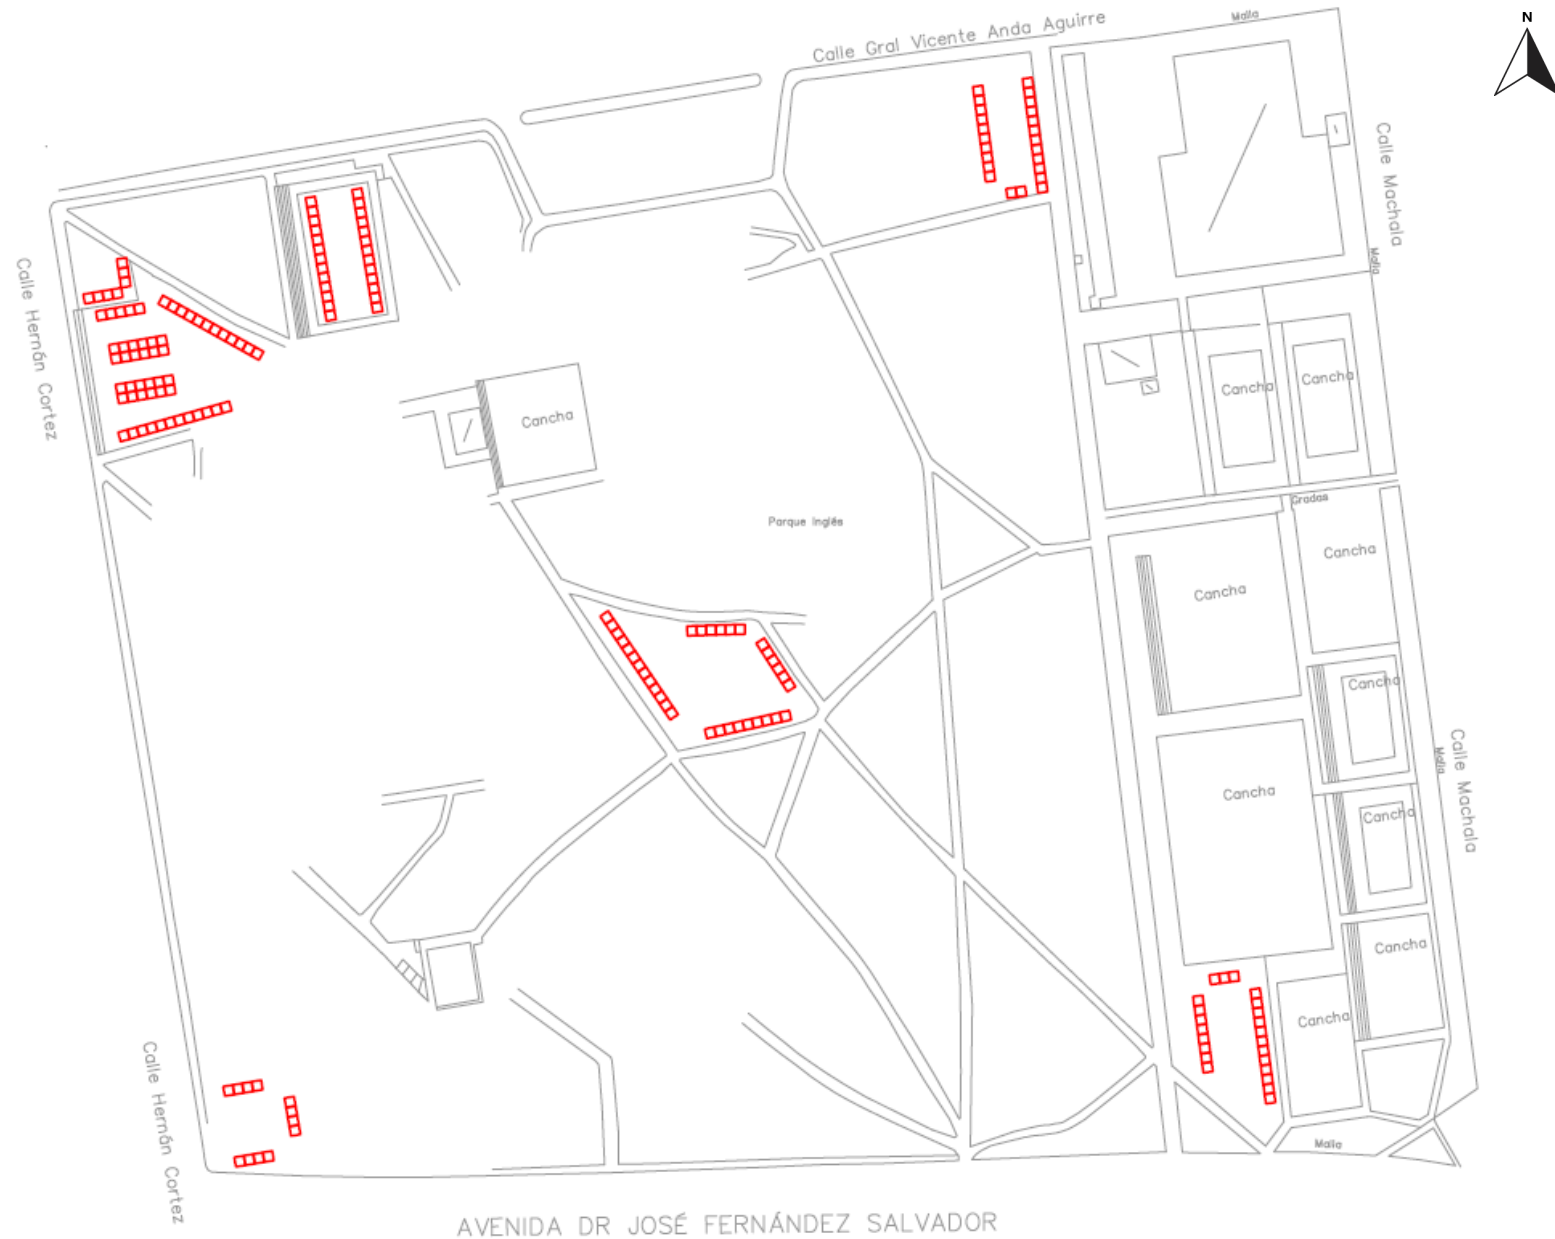 N
Malla
Calle Gral Vicente Anda Aguirre
Calle Machala
Malla
Calle Hernán Cortez
Cancha
Cancha
Cancha
Gradas
Parque Inglés
Cancha
Cancha
Cancha
Calle Machala
Malla
Cancha
Cancha
Cancha
Cancha
Calle Hernán Cortez
Malla
AVENIDA DR JOSÉ FERNÁNDEZ SALVADOR